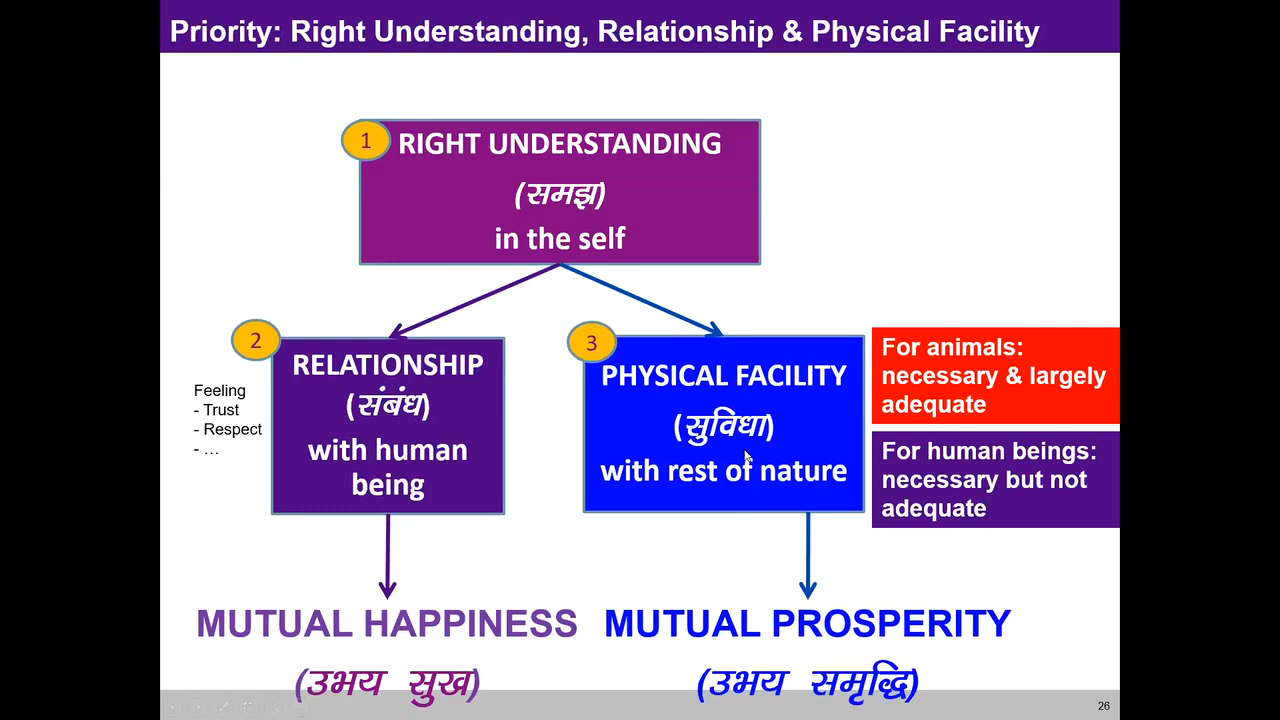 Priority: Right Understanding, Relationship & Physical Facility
1
RIGHT UNDERSTANDING
(समझ)
in the self
2
RELATIONSHIP
(संबंध)
with human
being
Feeling
- Trust
- Respect
- ...
3
PHYSICAL FACILITY
(सुविधा)
with rest of nature
For animals:
necessary & largely
adequate
For human beings:
necessary but not
adequate
MUTUAL HAPPINESS
(उभय सुख)
MUTUAL PROSPERITY
(उभय समृद्धि)
26